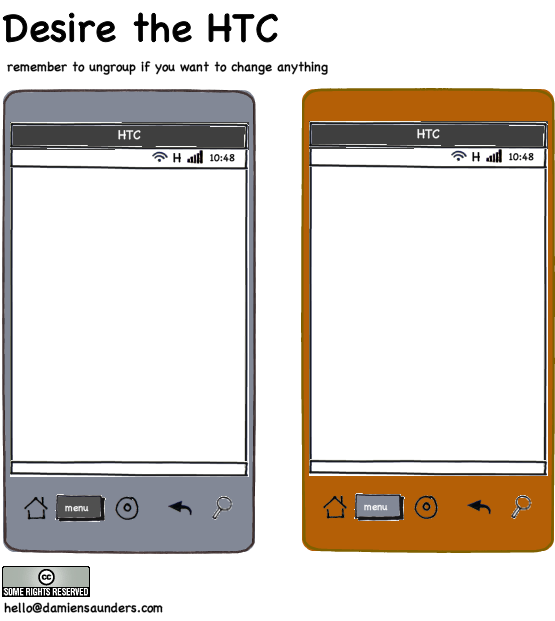 Desire the HTC
remember to ungroup if you want to change anything
HTC
H 10:48
menu
HTC
H 10:48
menu
cc
SOME RIGHTS RESERVED
hello@damiensaunders.com